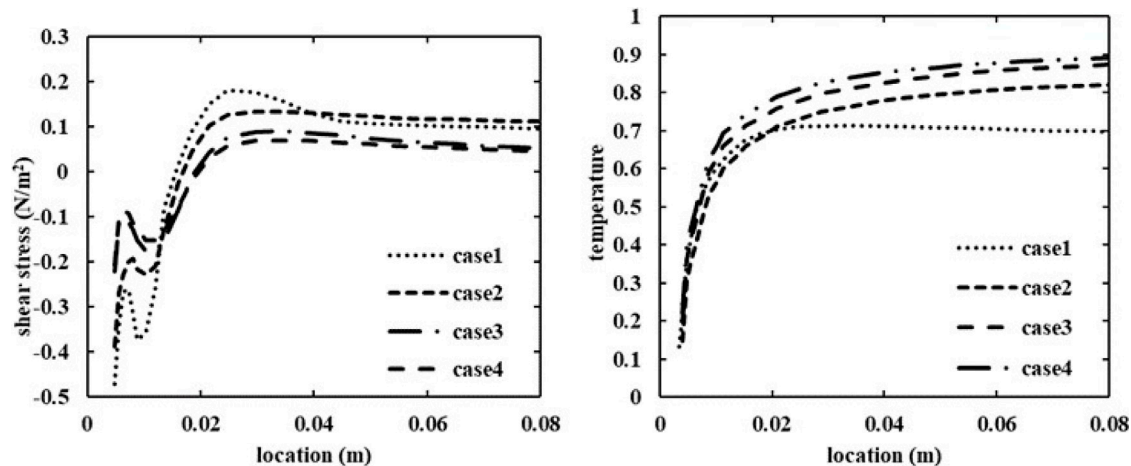 0.3
0.2
0.1
0
-0.1
-0.2
-0.3
-0.4
-0.5
shear stress (N/m²)
0 0.02 0.04 0.06 0.08
location (m)
case1
case2
case3
case4
1
0.9
0.8
0.7
0.6
0.5
0.4
0.3
0.2
0.1
0
temperature
0 0.02 0.04 0.06 0.08
location (m)
case1
case2
case3
case4